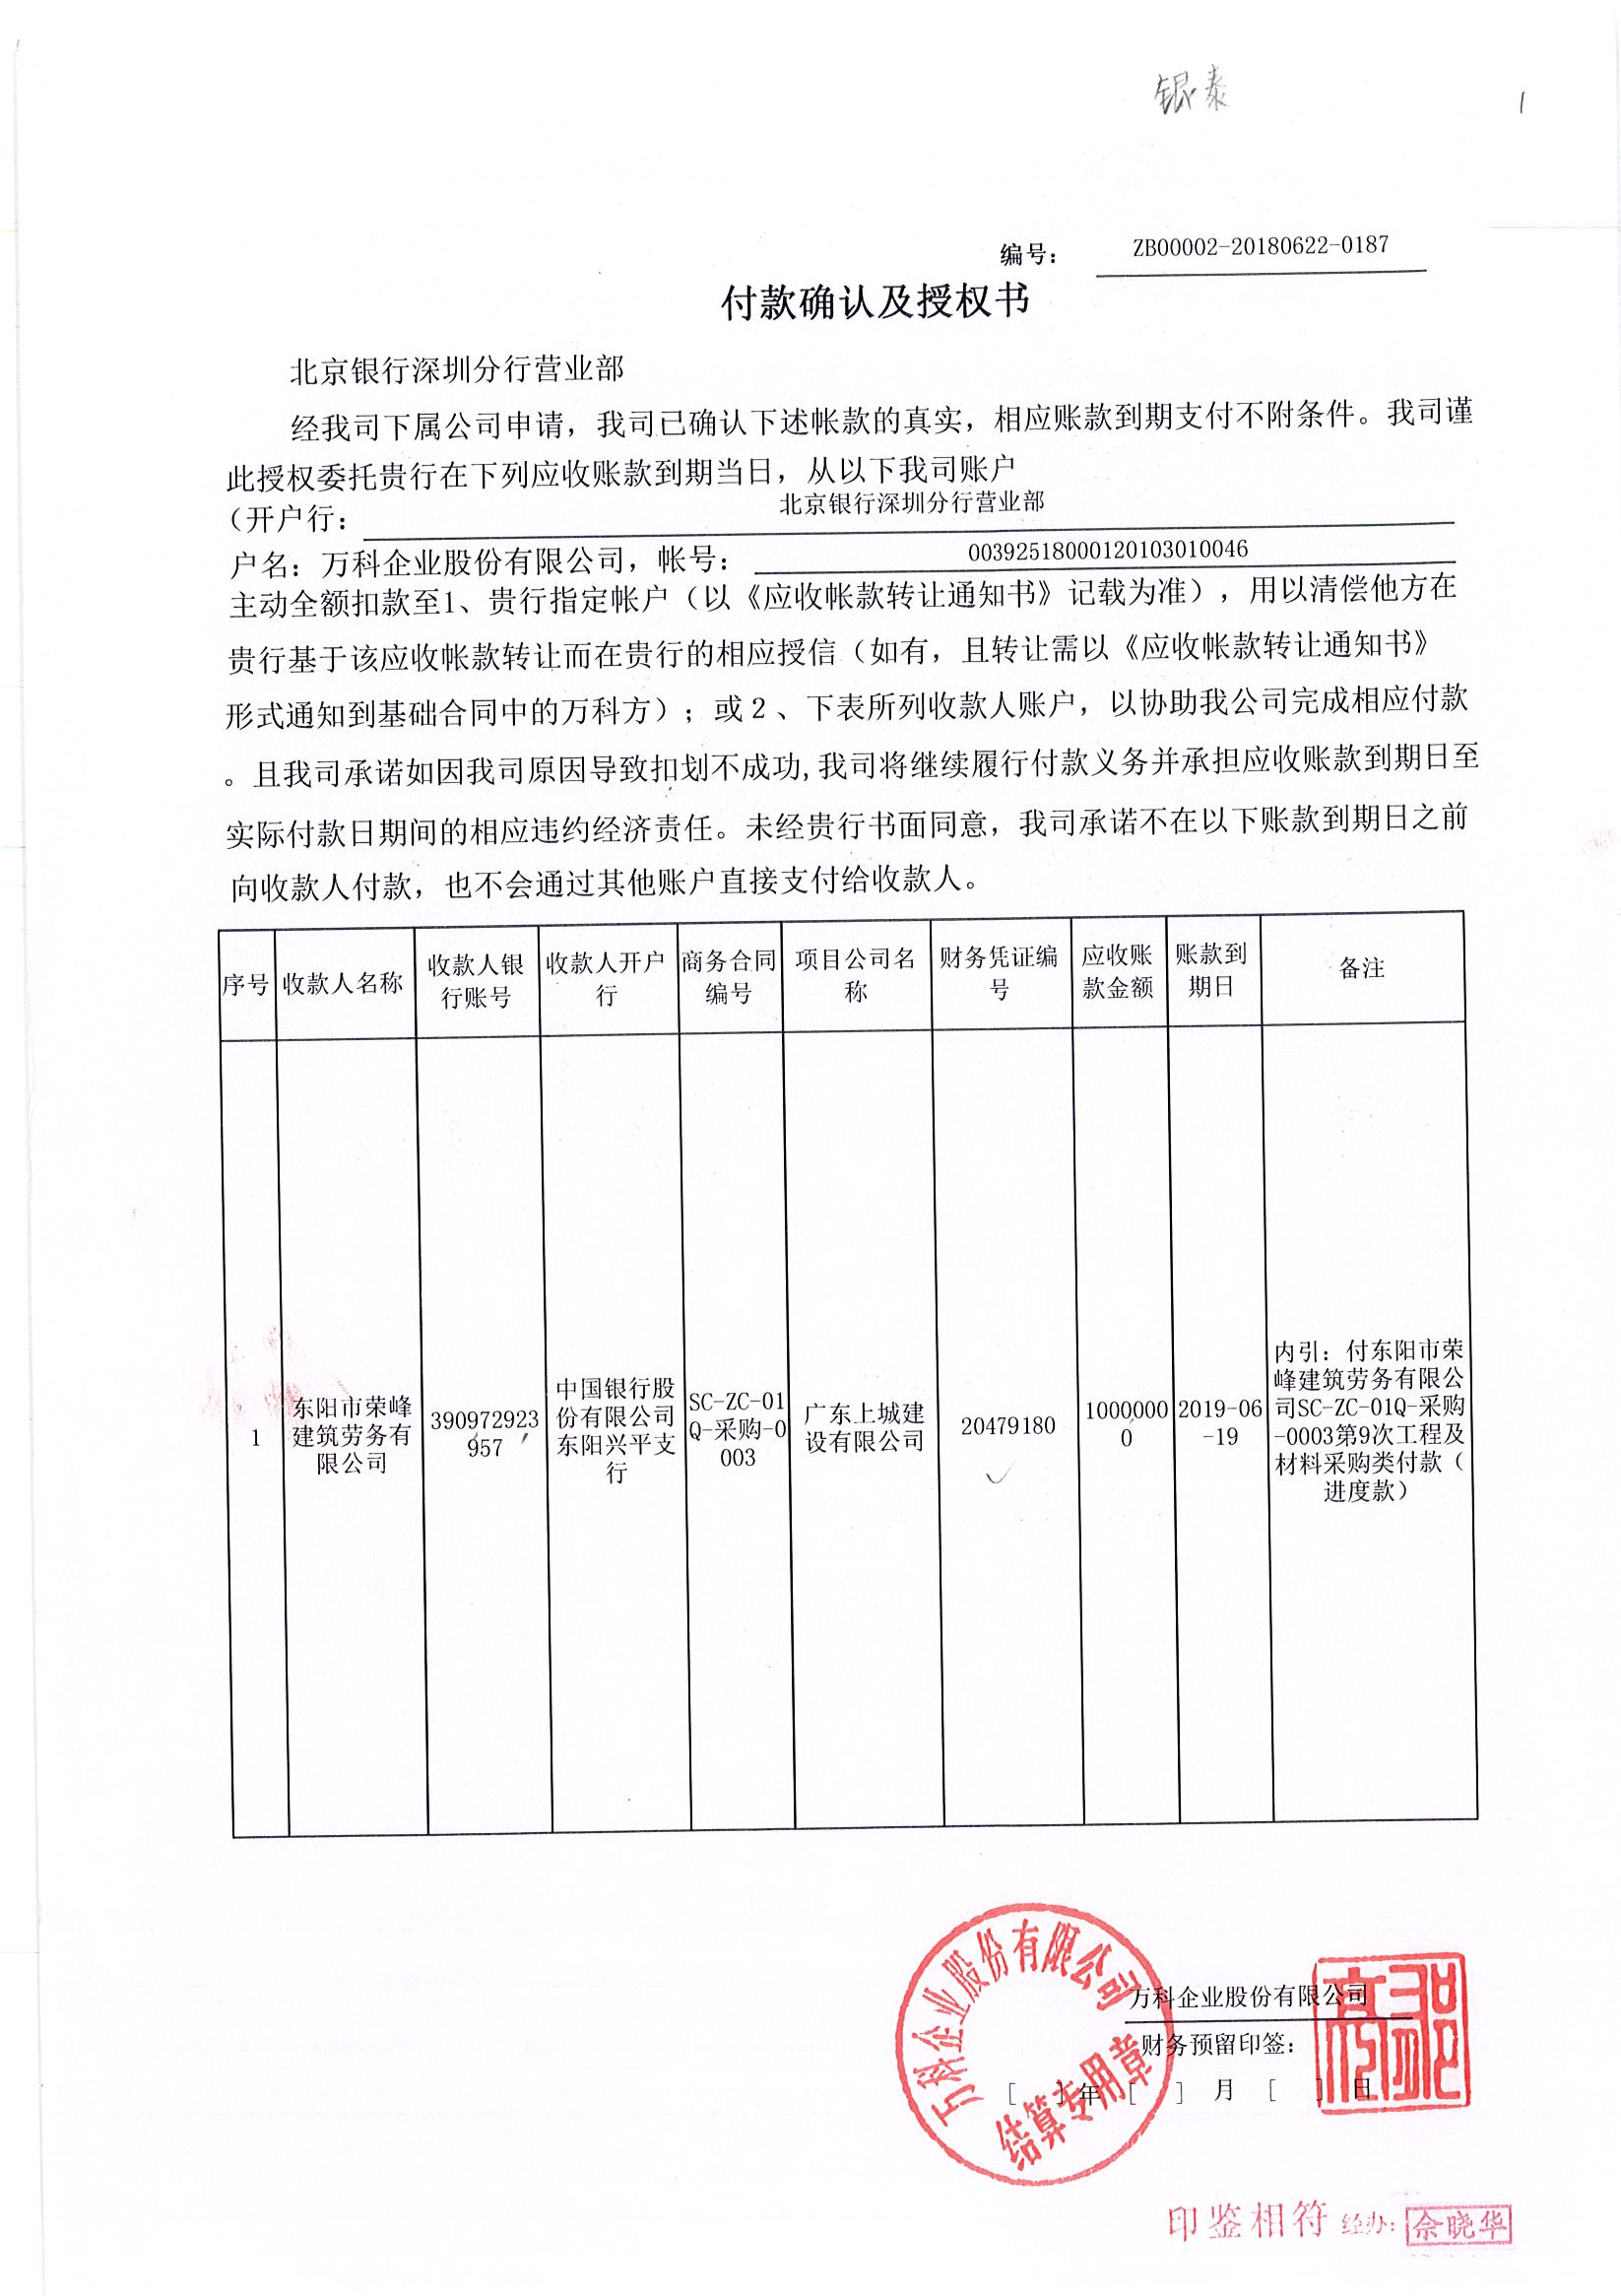 银泰
1
编号： ZB00002-20180622-0187
付款确认及授权书
北京银行深圳分行营业部
经我司下属公司申请，我司已确认下述帐款的真实，相应账款到期支付不附条件。我司谨
此授权委托贵行在下列应收账款到期当日，从以下我司账户
（开户行： 北京银行深圳分行营业部
户名：万科企业股份有限公司，帐号： 00392518000120103010046
主动全额扣款至1、贵行指定帐户（以《应收帐款转让通知书》记载为准），用以清偿他方在
贵行基于该应收帐款转让而在贵行的相应授信（如有，且转让需以《应收帐款转让通知书》
形式通知到基础合同中的万科方）；或２、下表所列收款人账户，以协助我公司完成相应付款
。且我司承诺如因我司原因导致扣划不成功,我司将继续履行付款义务并承担应收账款到期日至
实际付款日期间的相应违约经济责任。未经贵行书面同意，我司承诺不在以下账款到期日之前
向收款人付款，也不会通过其他账户直接支付给收款人。
序号
收款人名称
收款人银
行账号
收款人开户
行
商务合同
编号
项目公司名
称
财务凭证编
号
应收账
款金额
账款到
期日
备注
1
东阳市荣峰
建筑劳务有
限公司
390972923
957
中国银行股
份有限公司
东阳兴平支
行
SC-ZC-01
Q-采购-0
003
广东上城建
设有限公司
20479180
1000000
0
2019-06
-19
内引：付东阳市荣
峰建筑劳务有限公
司SC-ZC-01Q-采购
-0003第9次工程及
材料采购类付款（
进度款）
万科企业股份有限公司
结算专用章
万科企业股份有限公司
财务预留印签：
[ ]年[ ]月[ ]日
印鉴相符 经办：佘晓华